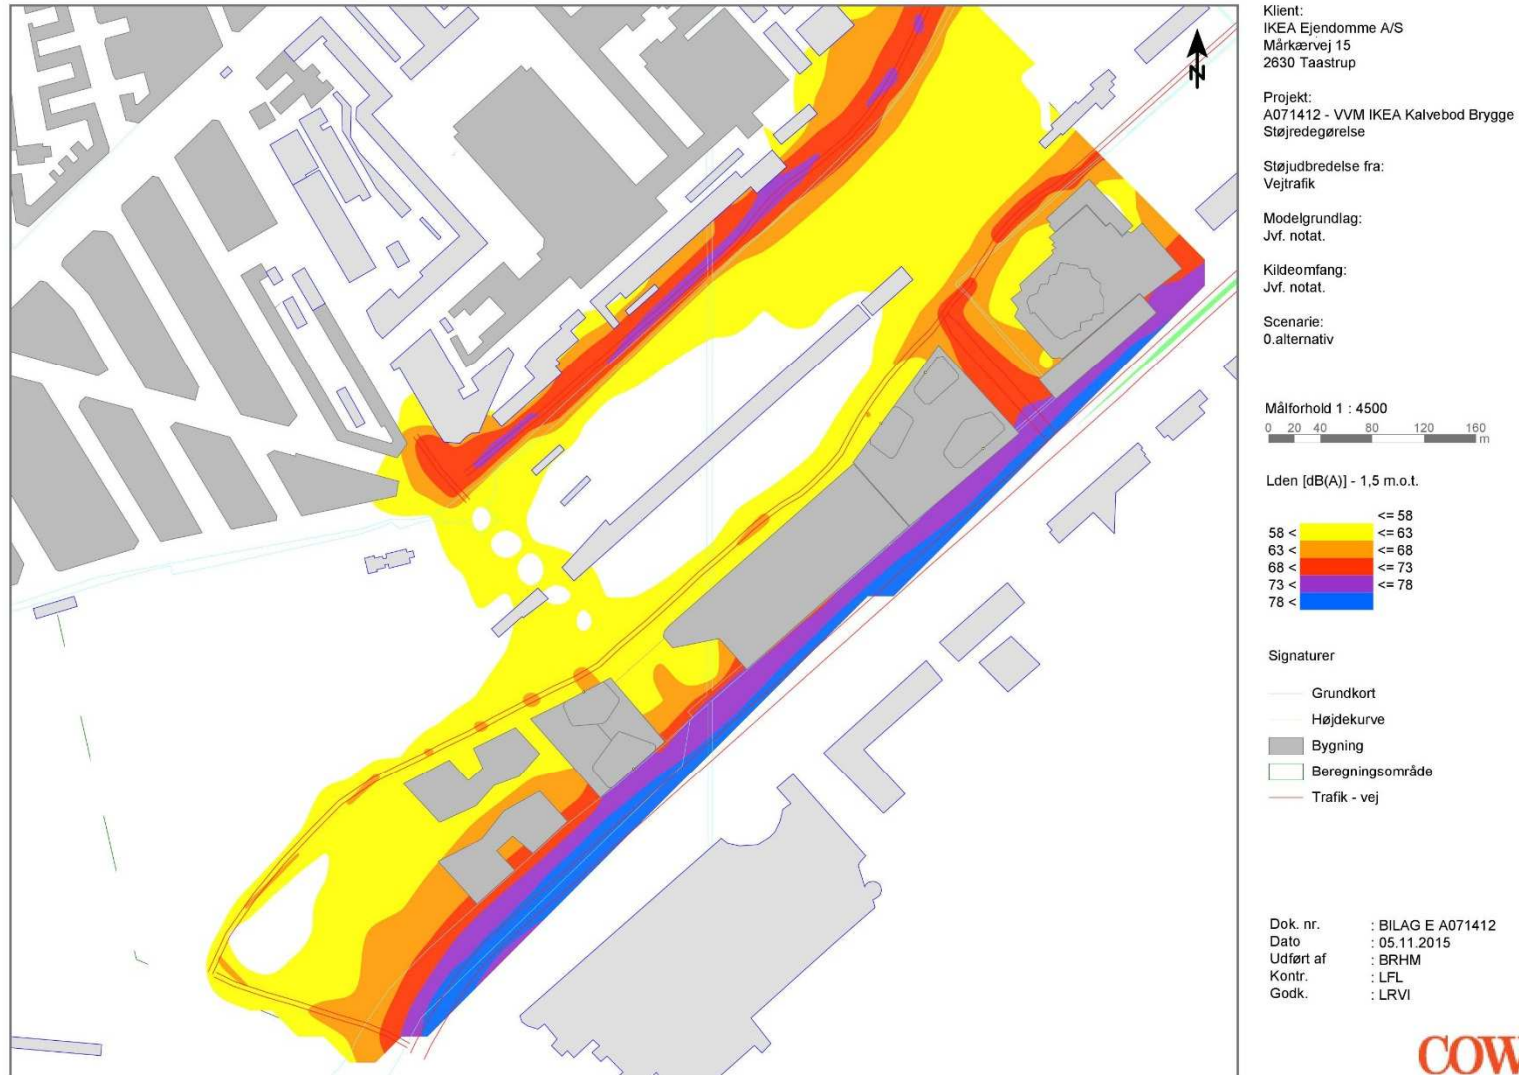 N
Klient:
IKEA Ejendomme A/S
Mårkærvej 15
2630 Taastrup
Projekt:
A071412 - VVM IKEA Kalvebod Brygge
Støjredegørelse
Støjudbredelse fra:
Vejtrafik
Modelgrundlag:
Jvf. notat.
Kildeomfang:
Jvf. notat.
Scenarie:
0.alternativ
Målforhold 1 : 4500
0 20 40 80 120 160
m
Lden [dB(A)] - 1,5 m.o.t.
<= 58
58 < <= 63
63 < <= 68
68 < <= 73
73 < <= 78
78 <
Signaturer
Grundkort
Højdekurve
Bygning
Beregningsområde
Trafik - vej
Dok. nr. : BILAG E A071412
Dato : 05.11.2015
Udført af : BRHM
Kontr. : LFL
Godk. : LRVI
COW